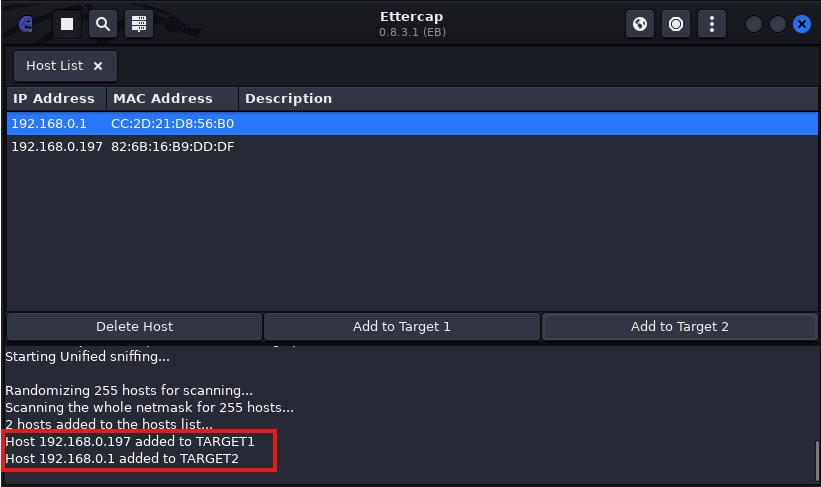 Ettercap
0.8.3.1 (EB)
Host List
IP Address MAC Address Description
192.168.0.1 CC:2D:21:D8:56:B0
192.168.0.197 82:6B:16:B9:DD:DF
Delete Host Add to Target 1 Add to Target 2
Starting Unified sniffing...
Randomizing 255 hosts for scanning...
Scanning the whole netmask for 255 hosts...
2 hosts added to the hosts list...
Host 192.168.0.197 added to TARGET1
Host 192.168.0.1 added to TARGET2